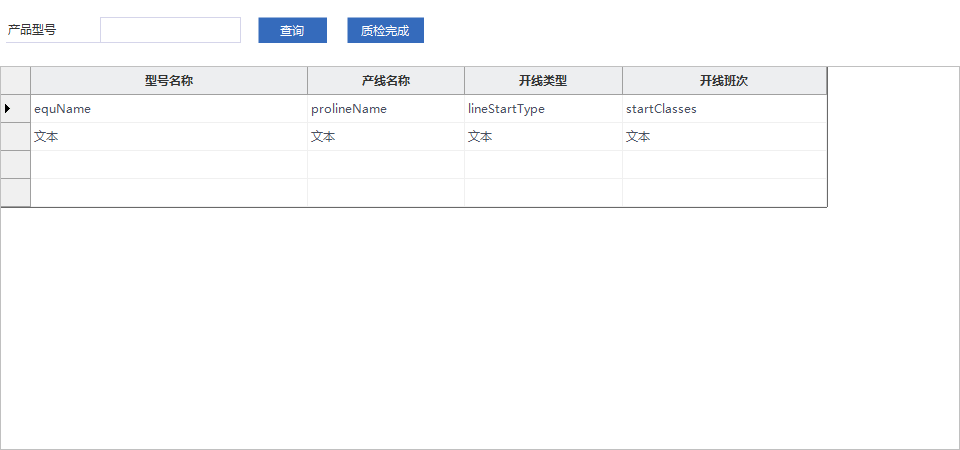 产品型号 查询 质检完成
型号名称 产线名称 开线类型 开线班次
equName prolineName lineStartType startClasses
文本 文本 文本 文本